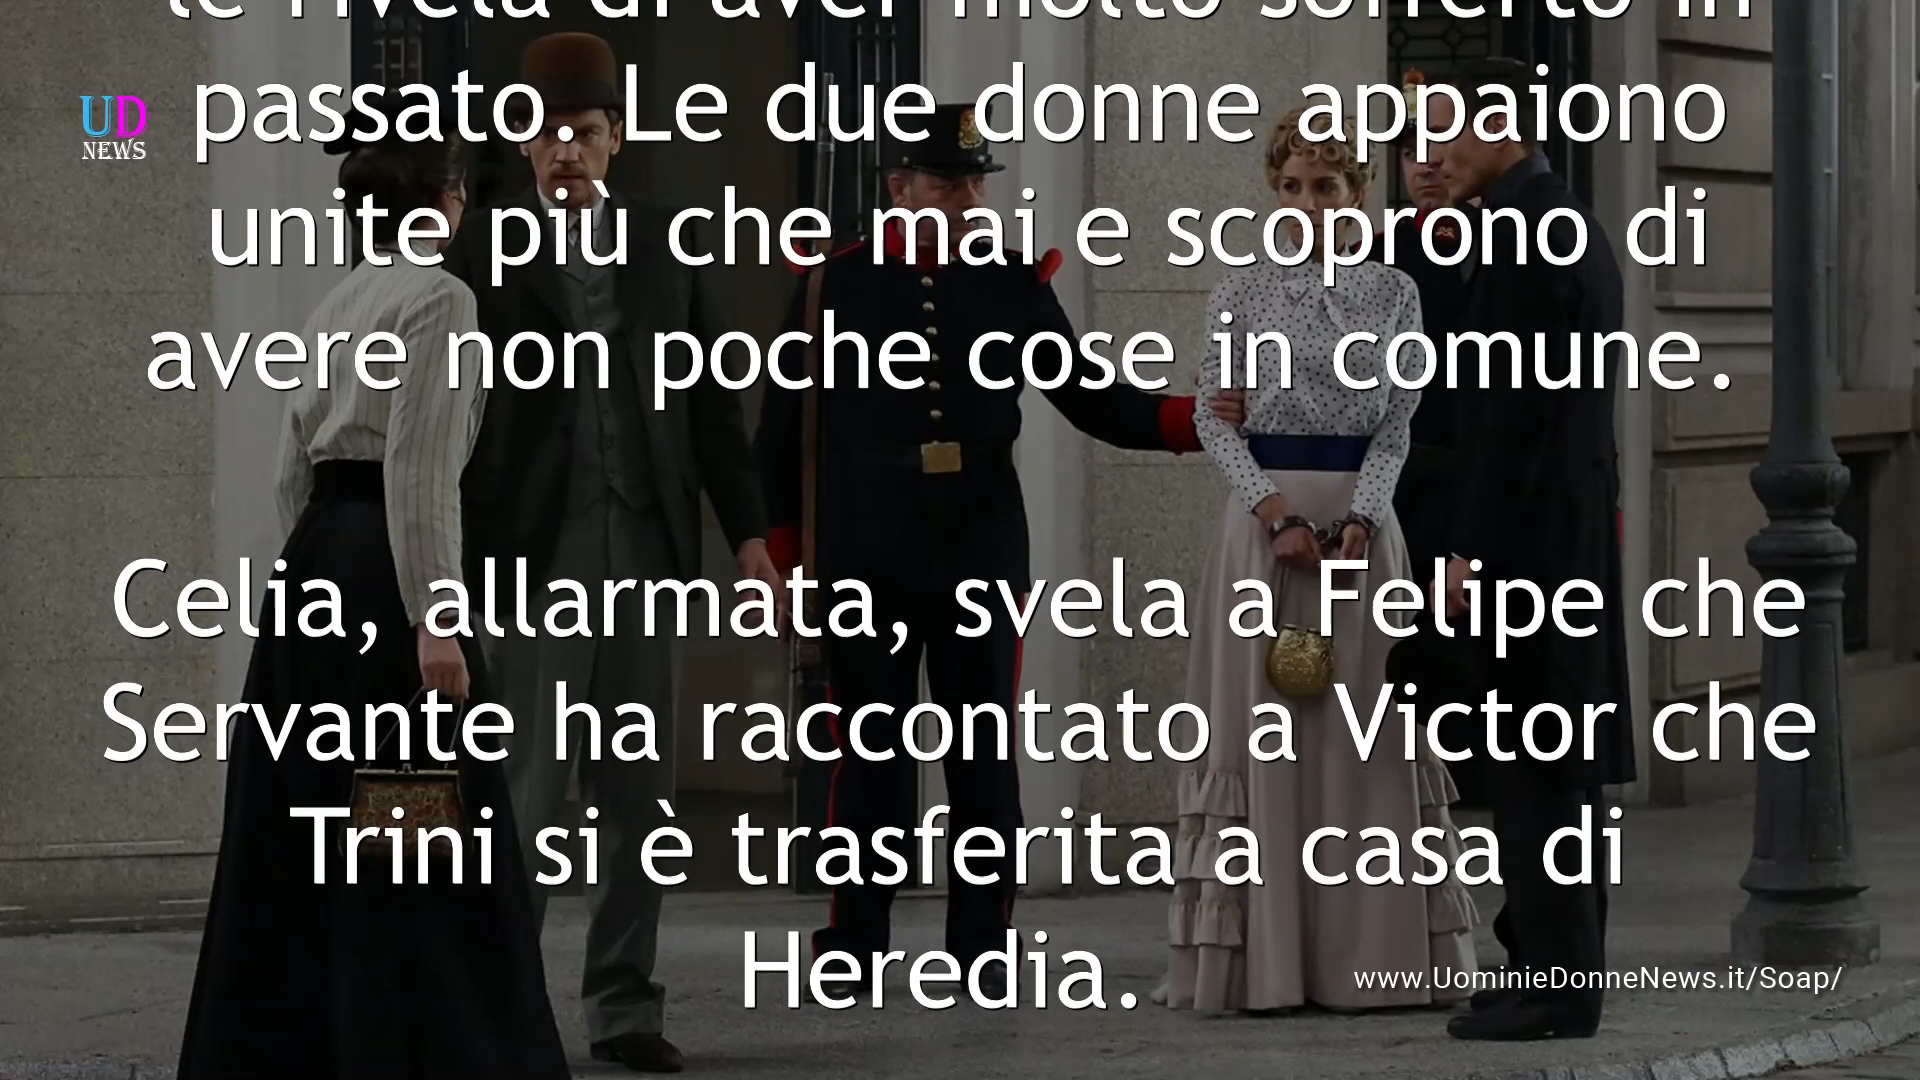 le rivela di aver molto sofferto in
passato. Le due donne appaiono
unite più che mai e scoprono di
avere non poche cose in comune.
Celia, allarmata, svela a Felipe che
Servante ha raccontato a Victor che
Trini si è trasferita a casa di
Heredia.
UD
NEWS
www.UominieDonneNews.it/Soap/